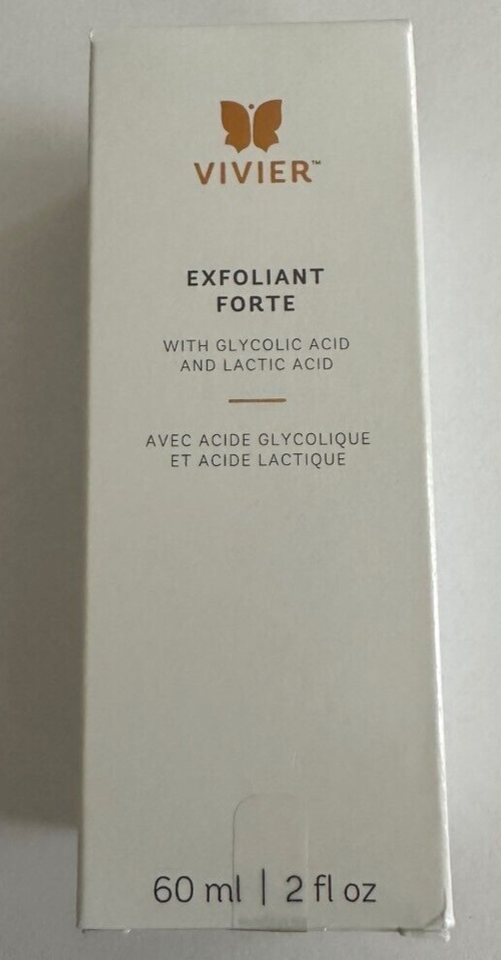 VIVIER™
EXFOLIANT
FORTE
WITH GLYCOLIC ACID
AND LACTIC ACID
AVEC ACIDE GLYCOLIQUE
ET ACIDE LACTIQUE
60 ml | 2 fl oz